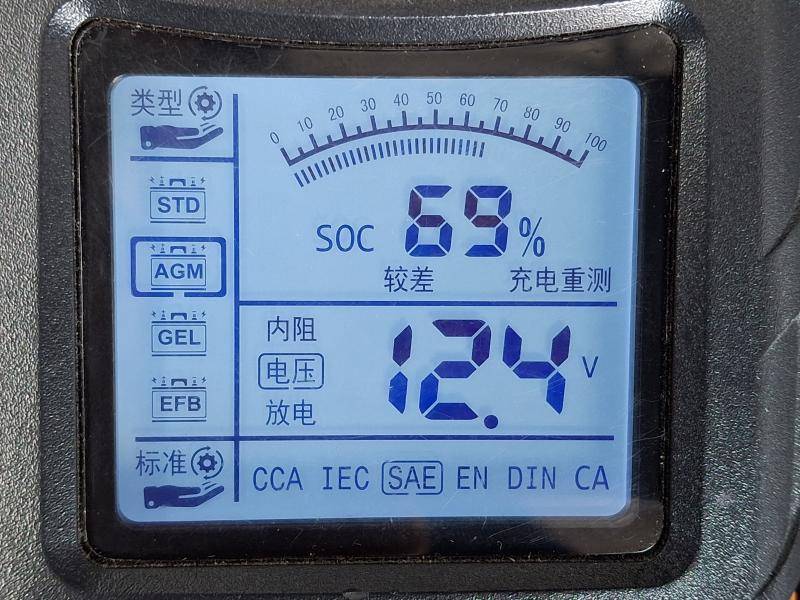 类型
STD
AGM
GEL
EFB
标准
0 10 20 30 40 50 60 70 80 90 100
SOC 69%
较差 充电重测
内阻
电压
放电
12.4 V
CCA IEC SAE EN DIN CA